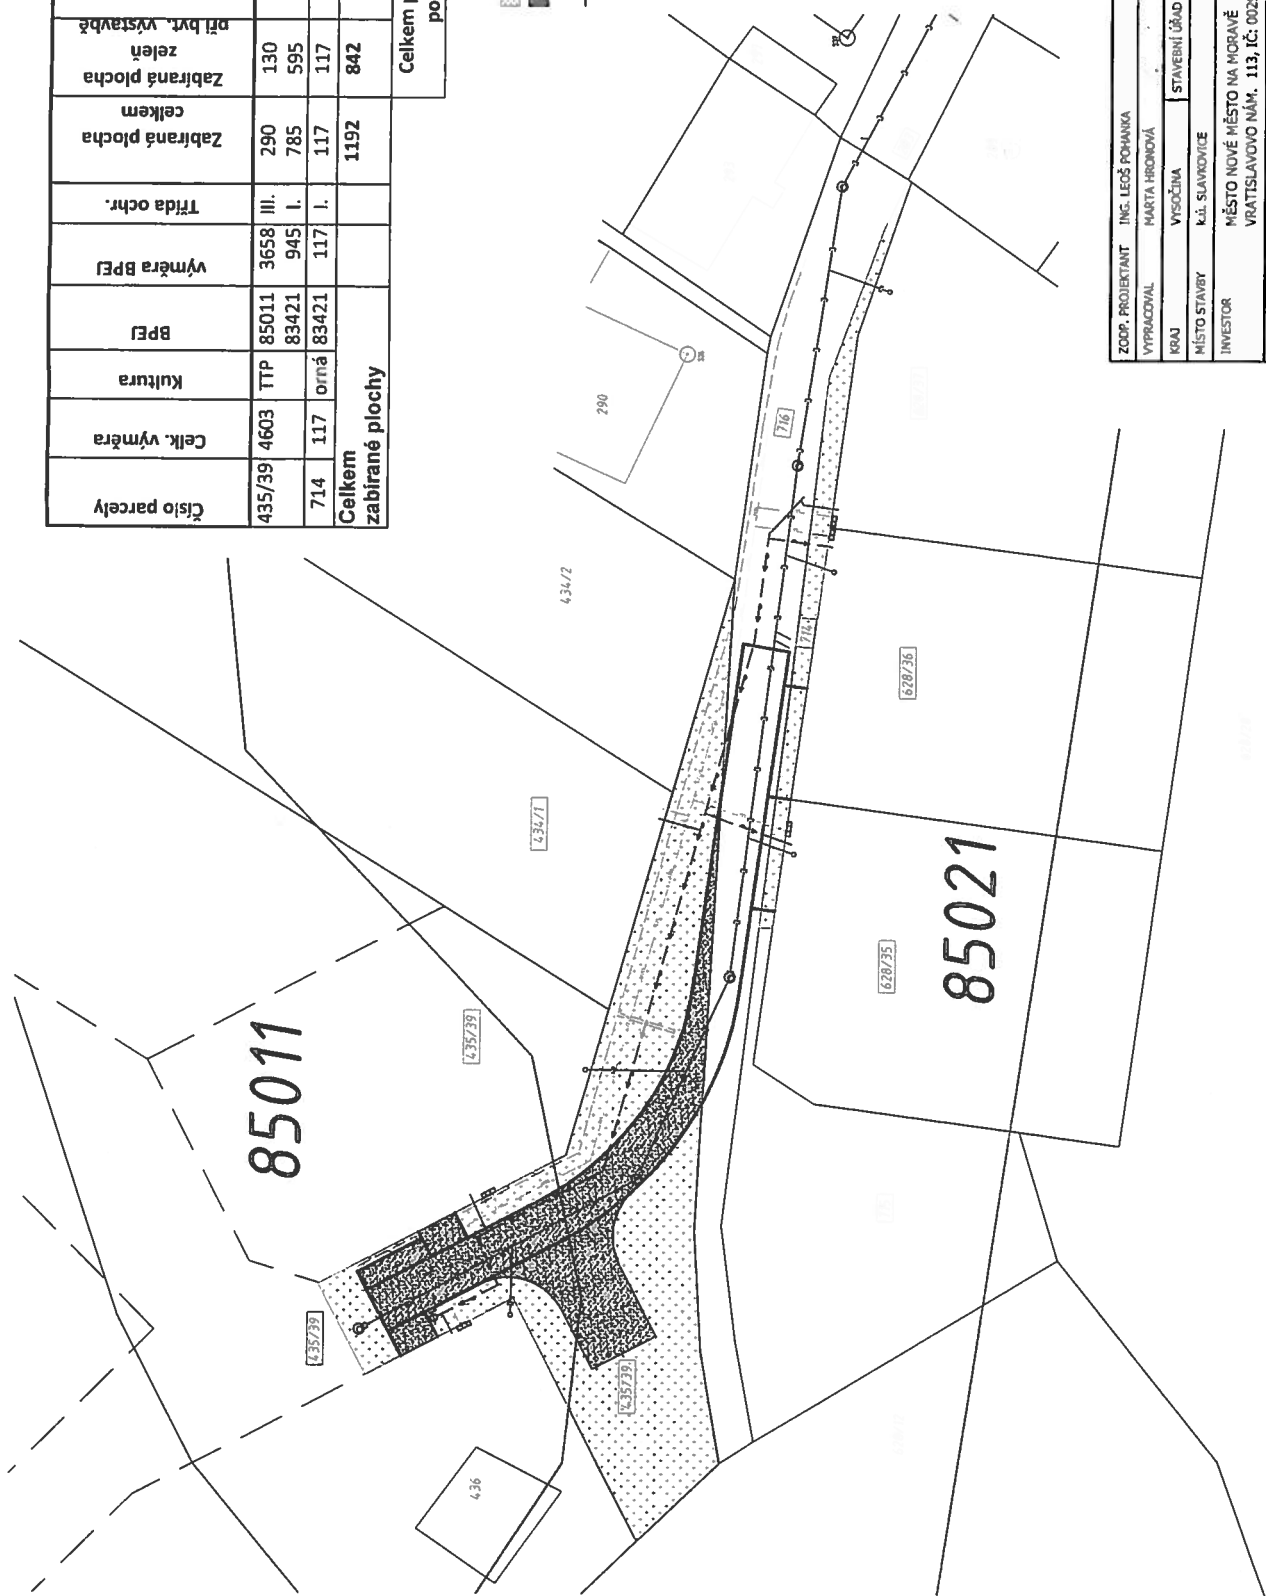 Číslo parcely
Celk. výměra
Kultura
BPEJ
výměra BPEJ
Třída ochr.
Zabíraná plocha
celkem
Zabíraná plocha
zeleň
při byt. výstavbě
435/39 4603 TTP 85011 3658 III. 290 130
83421 945 I. 785 595
714 117 orná 83421 117 I. 117 117
Celkem 1192 842
zabírané plochy
Celkem
290
716
434/2
714
628/36
434/1
85021
628/35
435/39
85011
435/39
435/39
436
ZODP. PROJEKTANT ING. LEOŠ POHANKA
VYPRACOVAL MARTA HRONOVÁ
KRAJ VYSOČINA STAVEBNÍ ÚŘAD
MÍSTO STAVBY k.ú. SLAVKOVICE
INVESTOR MĚSTO NOVÉ MĚSTO NA MORAVĚ
VRATISLAVOVO NÁM. 113, IČ: